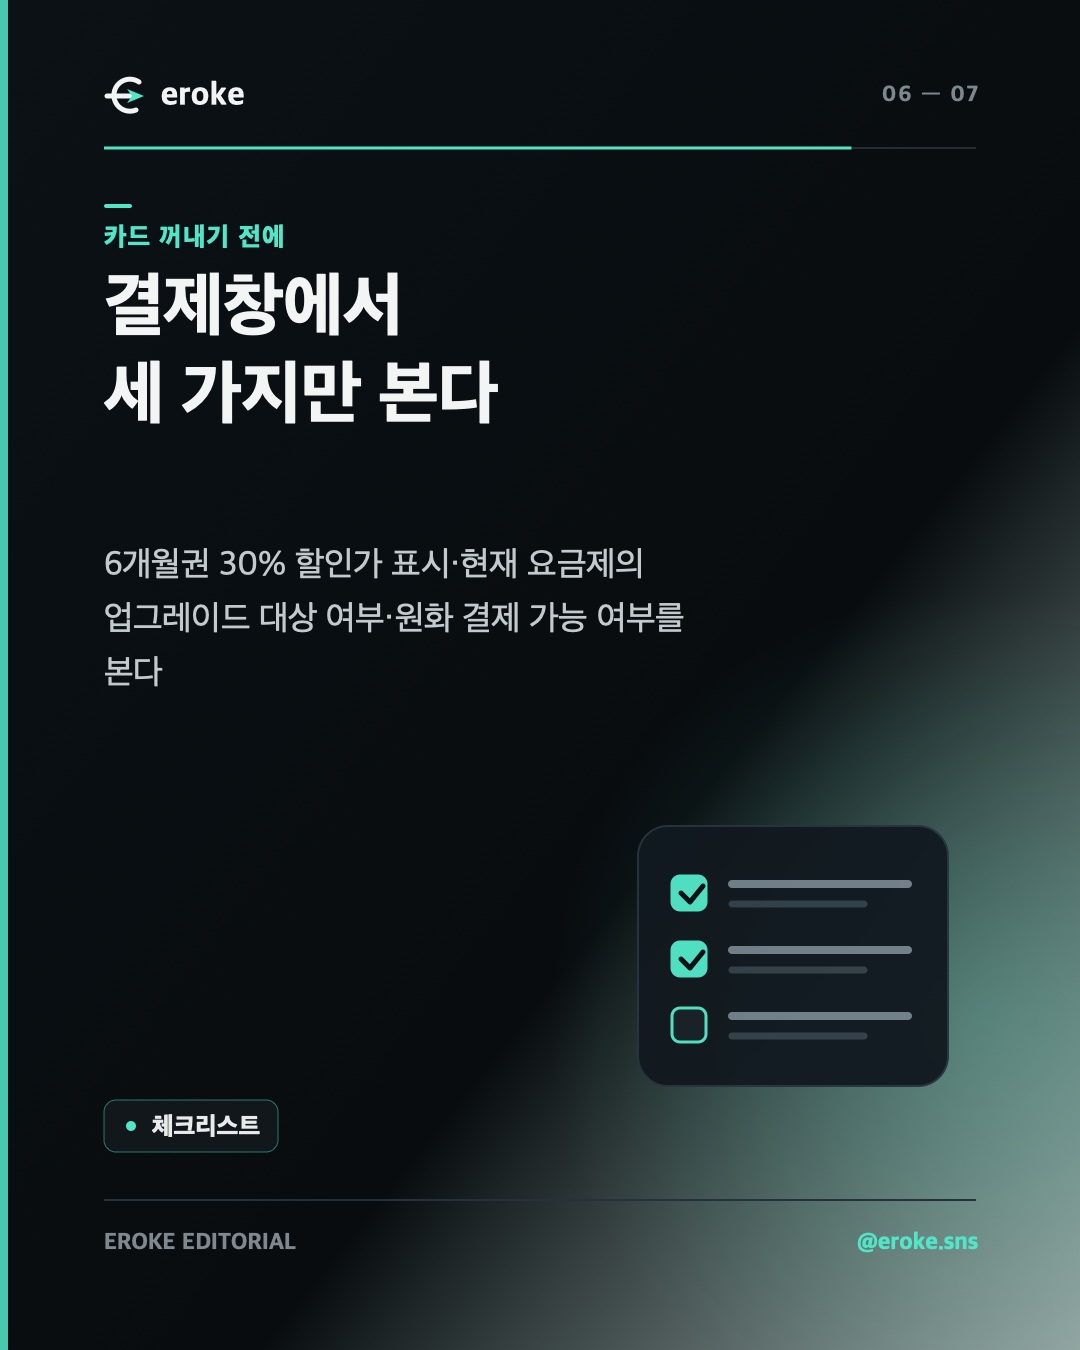 eroke
06 — 07
카드 꺼내기 전에
결제창에서
세 가지만 본다
6개월권 30% 할인가 표시·현재 요금제의
업그레이드 대상 여부·원화 결제 가능 여부를
본다
체크리스트
EROKE EDITORIAL
@eroke.sns